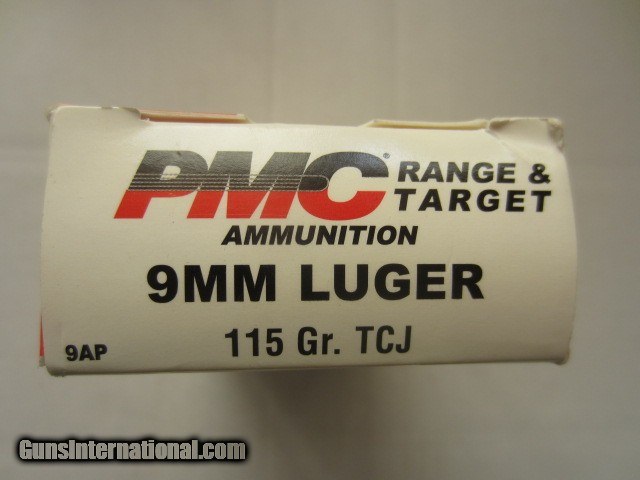 PMC® RANGE &
TARGET
AMMUNITION
9MM LUGER
9AP 115 Gr. TCJ
GunsInternational.com